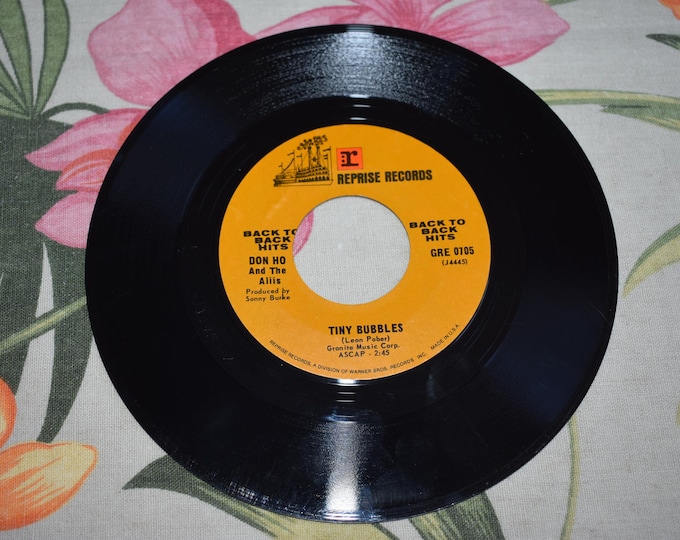 r
REPRISE RECORDS
BACK TO
BACK
HITS
DON HO
And The
Aliis
Produced by
Sonny Burke
BACK TO
BACK
HITS
GRE 0705
(J4445)
TINY BUBBLES
(Leon Pober)
Granite Music Corp.
ASCAP - 2:45
REPRISE RECORDS, A DIVISION OF WARNER BROS. RECORDS, INC. MADE IN U.S.A.